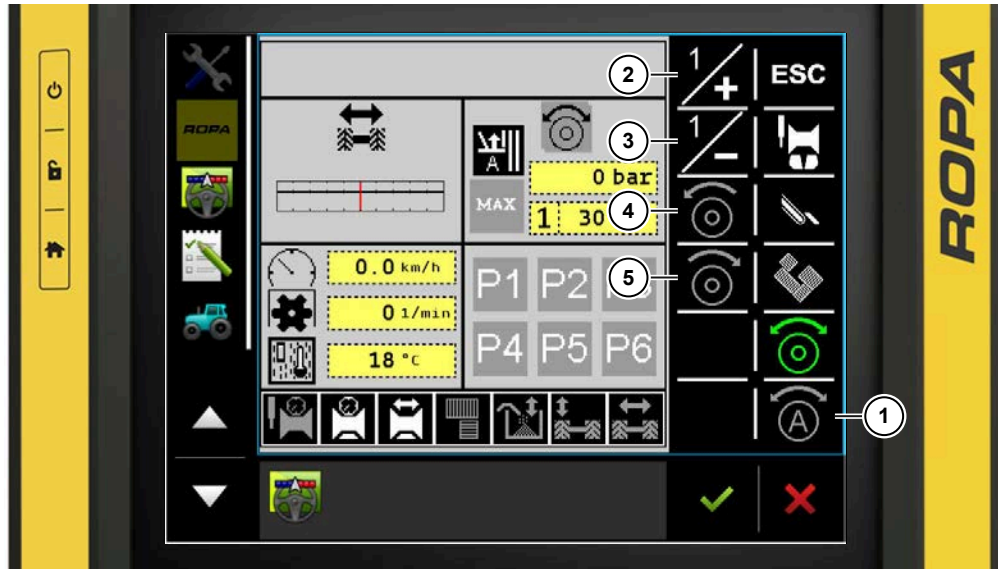 ROPA
ROPA
1
+
ESC
2
1
-
3
A
0 bar
MAX
1 30
4
5
0.0 km/h
0 1/min
18 °C
P1 P2
P4 P5 P6
A
1